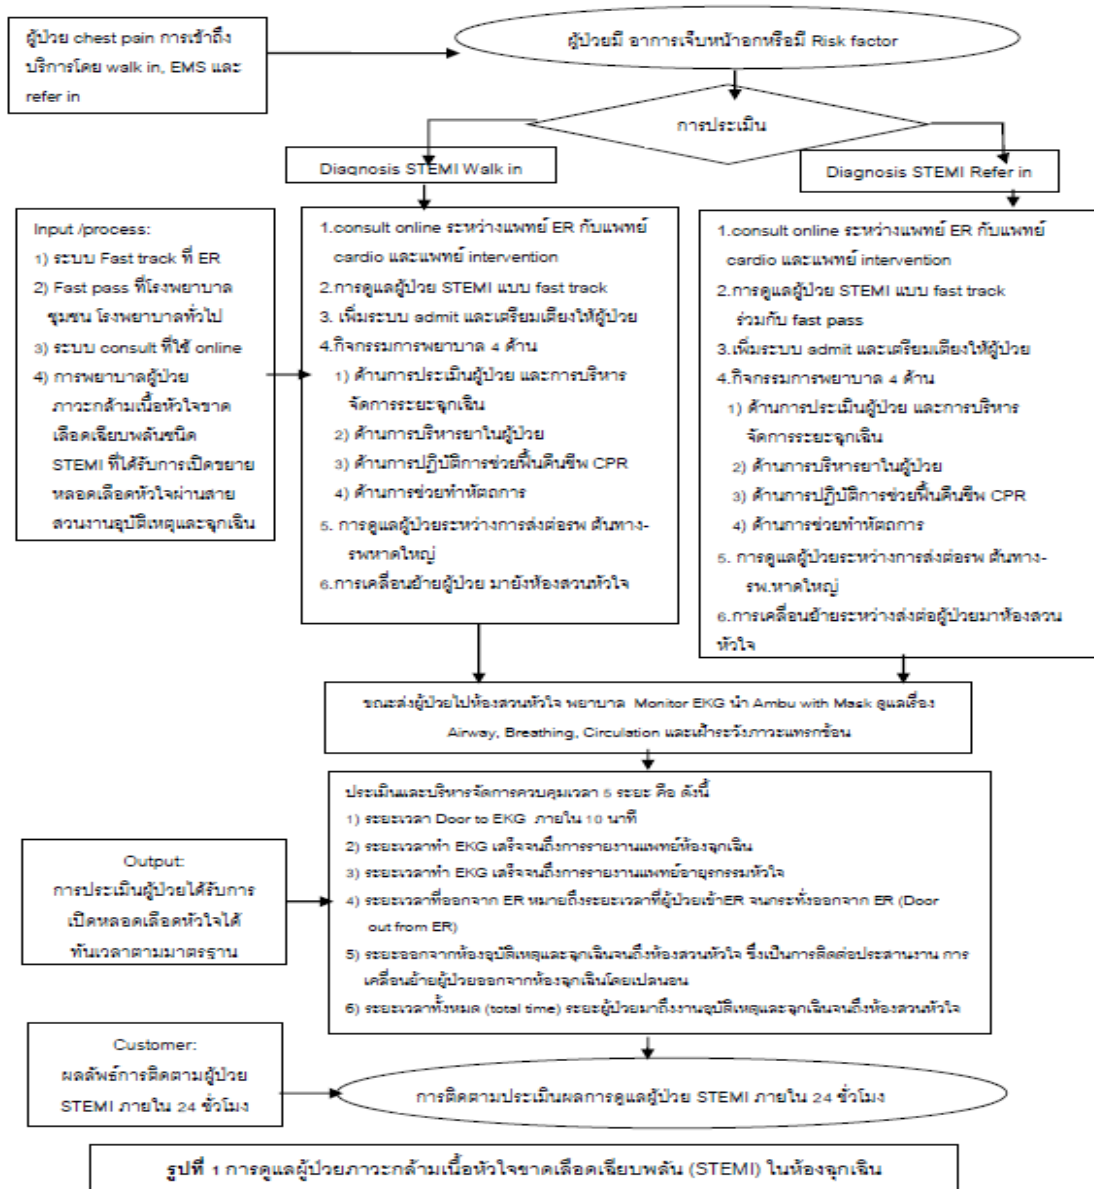 ผู้ป่วย chest pain การเข้าถึง
บริการโดย walk in, EMS และ
refer in
ผู้ป่วยมี อาการเจ็บหน้าอกหรือมี Risk factor
การประเมิน
Diagnosis STEMI Walk in
Diagnosis STEMI Refer in
Input /process:
1) ระบบ Fast track ที่ ER
2) Fast pass ที่โรงพยาบาล
ชุมชน โรงพยาบาลทั่วไป
3) ระบบ consult ที่ใช้ online
4) การพยาบาลผู้ป่วย
ภาวะกล้ามเนื้อหัวใจขาด
เลือดเฉียบพลันชนิด
STEMI ที่ได้รับการเปิดขยาย
หลอดเลือดหัวใจผ่านสาย
สวนงานอุบัติเหตุและฉุกเฉิน
1.consult online ระหว่างแพทย์ ER กับแพทย์
cardio และแพทย์ intervention
2.การดูแลผู้ป่วย STEMI แบบ fast track
3. เพิ่มระบบ admit และเตรียมเตียงให้ผู้ป่วย
4.กิจกรรมการพยาบาล 4 ด้าน
1) ด้านการประเมินผู้ป่วย และการบริหาร
จัดการระยะฉุกเฉิน
2) ด้านการบริหารยาในผู้ป่วย
3) ด้านการปฏิบัติการช่วยฟื้นคืนชีพ CPR
4) ด้านการช่วยทำหัตถการ
5. การดูแลผู้ป่วยระหว่างการส่งต่อรพ ต้นทาง-
รพหาดใหญ่
6.การเคลื่อนย้ายผู้ป่วย มายังห้องสวนหัวใจ
1.consult online ระหว่างแพทย์ ER กับแพทย์
cardio และแพทย์ intervention
2.การดูแลผู้ป่วย STEMI แบบ fast track
ร่วมกับ fast pass
3.เพิ่มระบบ admit และเตรียมเตียงให้ผู้ป่วย
4.กิจกรรมการพยาบาล 4 ด้าน
1) ด้านการประเมินผู้ป่วย และการบริหาร
จัดการระยะฉุกเฉิน
2) ด้านการบริหารยาในผู้ป่วย
3) ด้านการปฏิบัติการช่วยฟื้นคืนชีพ CPR
4) ด้านการช่วยทำหัตถการ
5. การดูแลผู้ป่วยระหว่างการส่งต่อรพ ต้นทาง-
รพ.หาดใหญ่
6.การเคลื่อนย้ายระหว่างส่งต่อผู้ป่วยมาห้องสวน
หัวใจ
ขณะส่งผู้ป่วยไปห้องสวนหัวใจ พยาบาล Monitor EKG นำ Ambu with Mask ดูแลเรื่อง
Airway, Breathing, Circulation และเฝ้าระวังภาวะแทรกซ้อน
Output:
การประเมินผู้ป่วยได้รับการ
เปิดหลอดเลือดหัวใจได้
ทันเวลาตามมาตรฐาน
ประเมินและบริหารจัดการควบคุมเวลา 5 ระยะ คือ ดังนี้
1) ระยะเวลา Door to EKG ภายใน 10 นาที
2) ระยะเวลาทำ EKG เสร็จจนถึงการรายงานแพทย์ห้องฉุกเฉิน
3) ระยะเวลาทำ EKG เสร็จจนถึงการรายงานแพทย์อายุรกรรมหัวใจ
4) ระยะเวลาที่ออกจาก ER หมายถึงระยะเวลาที่ผู้ป่วยเข้าER จนกระทั่งออกจาก ER (Door
out from ER)
5) ระยะออกจากห้องอุบัติเหตุและฉุกเฉินจนถึงห้องสวนหัวใจ ซึ่งเป็นการติดต่อประสานงาน การ
เคลื่อนย้ายผู้ป่วยออกจากห้องฉุกเฉินโดยเปลนอน
6) ระยะเวลาทั้งหมด (total time) ระยะผู้ป่วยมาถึงงานอุบัติเหตุและฉุกเฉินจนถึงห้องสวนหัวใจ
Customer:
ผลลัพธ์การติดตามผู้ป่วย
STEMI ภายใน 24 ชั่วโมง
การติดตามประเมินผลการดูแลผู้ป่วย STEMI ภายใน 24 ชั่วโมง
รูปที่ 1 การดูแลผู้ป่วยภาวะกล้ามเนื้อหัวใจขาดเลือดเฉียบพลัน (STEMI) ในห้องฉุกเฉิน